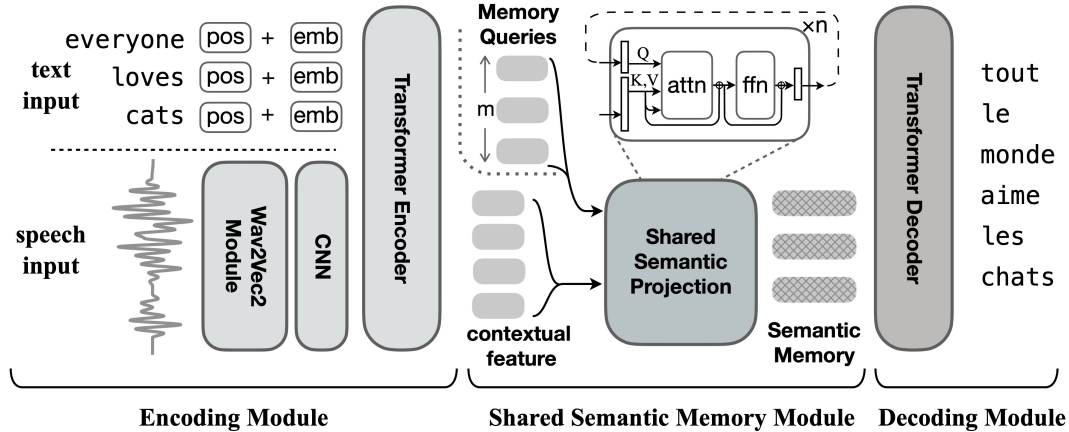 everyone pos + emb
loves pos + emb
cats pos + emb
text
input
speech
input
Wav2Vec2
Module
CNN
Transformer Encoder
Encoding Module
Memory
Queries
m
contextual
feature
×n
Q
K,V
attn
ffn
Shared
Semantic
Projection
Semantic
Memory
Shared Semantic Memory Module
Transformer Decoder
tout
le
monde
aime
les
chats
Decoding Module